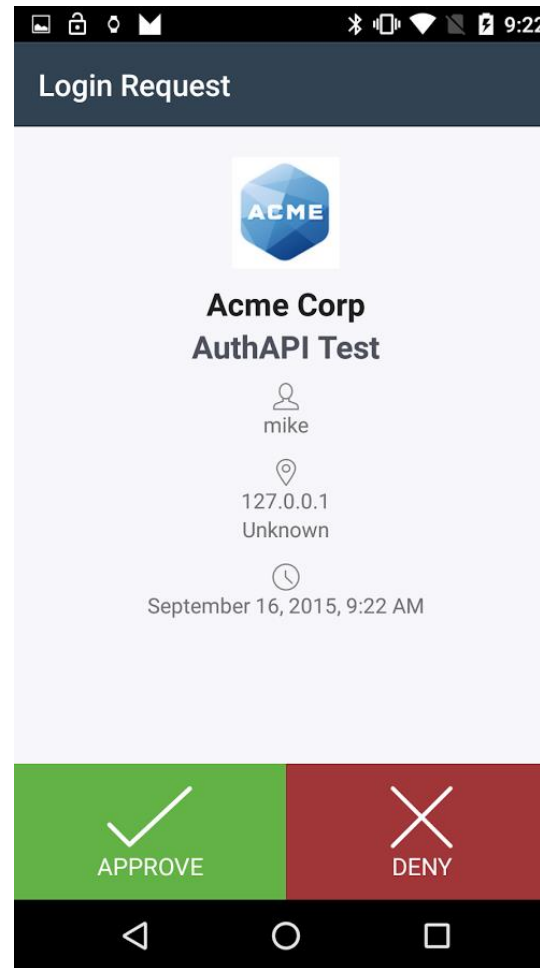 9:22
Login Request
ACME
Acme Corp
AuthAPI Test
mike
127.0.0.1
Unknown
September 16, 2015, 9:22 AM
APPROVE
DENY